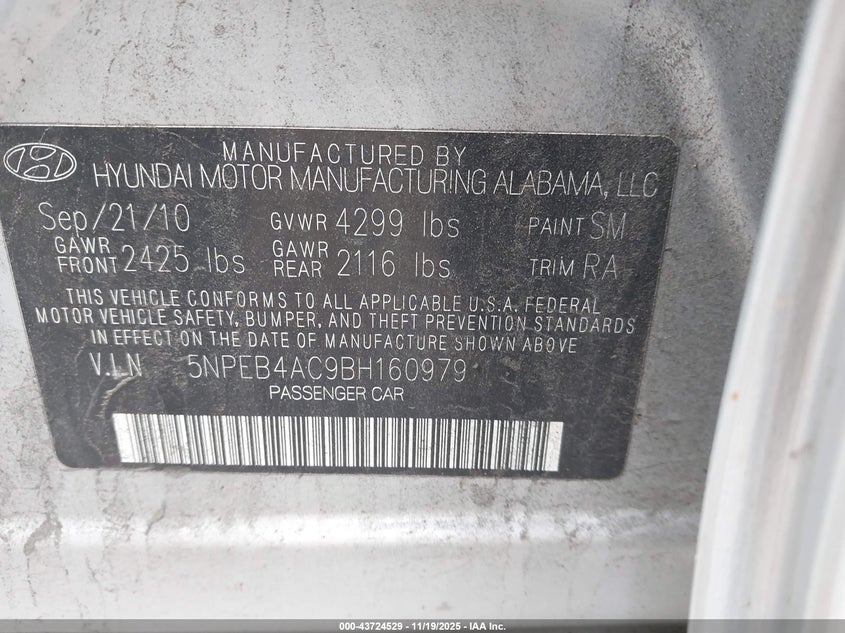 MANUFACTURED BY
HYUNDAI MOTOR MANUFACTURING ALABAMA, LLC
Sep/21/10 GVWR 4299 lbs PAINT SM
GAWR FRONT 2425 lbs GAWR REAR 2116 lbs TRIM RA
THIS VEHICLE CONFORMS TO ALL APPLICABLE U.S.A. FEDERAL
MOTOR VEHICLE SAFETY, BUMPER, AND THEFT PREVENTION STANDARDS
IN EFFECT ON THE DATE OF MANUFACTURE SHOWN ABOVE
V.I.N 5NPEB4AC9BH160979
PASSENGER CAR
000-43724529 - 11/19/2025 - IAA Inc.